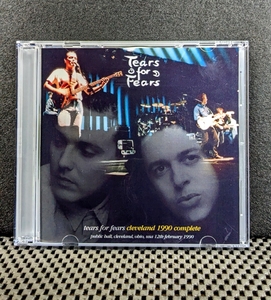 Tears
for
Fears
tears for fears cleveland 1990 complete
public hall, cleveland, ohio, usa 12th february 1990